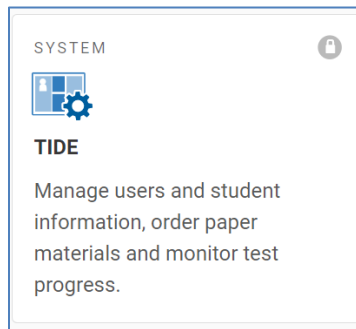 SYSTEM
TIDE
Manage users and student
information, order paper
materials and monitor test
progress.